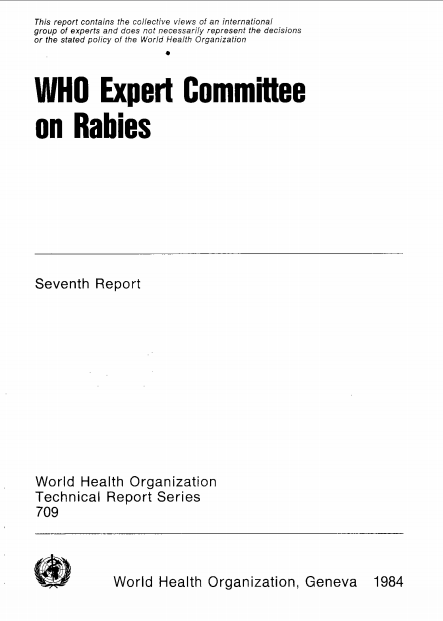 This report contains the collective views of an international
group of experts and does not necessarily represent the decisions
or the stated policy of the World Health Organization
WHO Expert Committee
on Rabies
Seventh Report
World Health Organization
Technical Report Series
709
World Health Organization, Geneva 1984